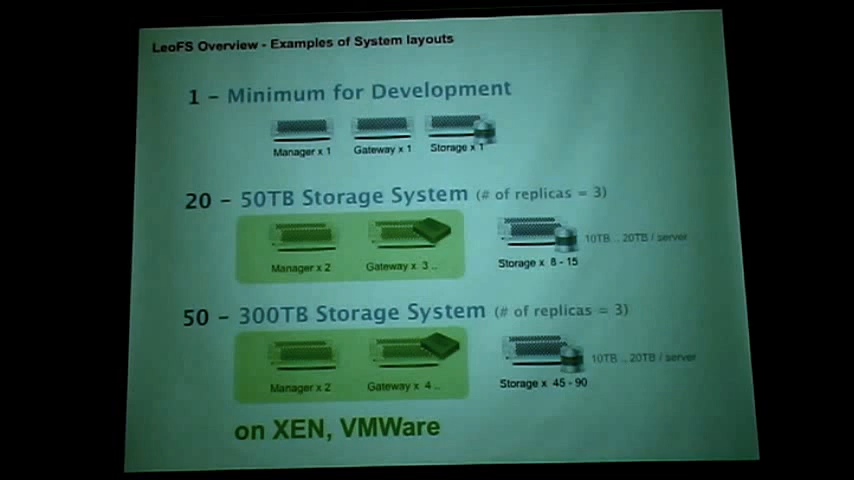 LeoFS Overview - Examples of System layouts
1 - Minimum for Development
Manager x 1 Gateway x 1 Storage x 1
20 - 50TB Storage System (# of replicas = 3)
10TB .. 20TB / server
Manager x 2 Gateway x 3 .. Storage x 8 - 15
50 - 300TB Storage System (# of replicas = 3)
10TB .. 20TB / server
Manager x 2 Gateway x 4 .. Storage x 45 - 90
on XEN, VMWare